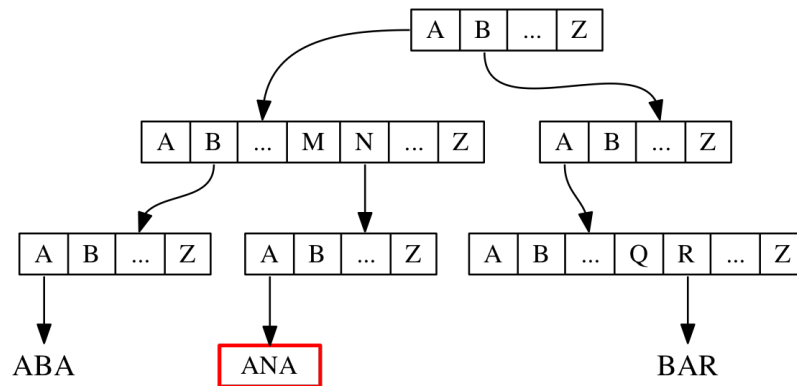 A B ... Z
A B ... M N ... Z A B ... Z
A B ... Z A B ... Z A B ... Q R ... Z
ABA ANA BAR